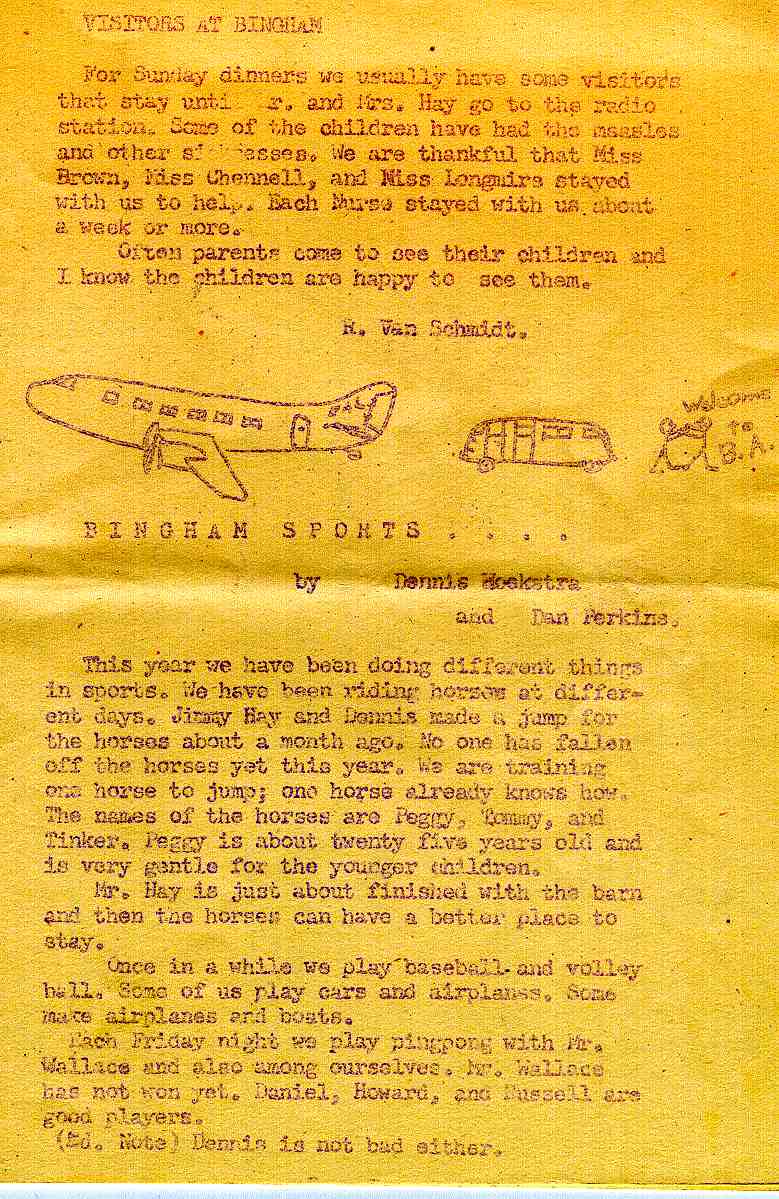 VISITORS AT BINGHAM
For Sunday dinners we usually have some visitors
that stay until  r. and Mrs. Hay go to the radio
station. Some of the children have had the measles
and other si  esses. We are thankful that Miss
Brown, Miss Chennell, and Miss Longmire stayed
with us to help. Each Nurse stayed with us about
a week or more.
Often parents come to see their children and
I know the children are happy to see them.
R. Van Schmidt.
Welcome
to
B.A.
BINGHAM SPORTS . . . .
by Dennis Hoekstra
and Dan Perkins.
This year we have been doing different things
in sports. We have been riding horses at differ-
ent days. Jimmy Hay and Dennis made a jump for
the horses about a month ago. No one has fallen
off the horses yet this year. We are training
one horse to jump; one horse already knows how.
The names of the horses are Peggy, Tommy, and
Tinker. Peggy is about twenty five years old and
is very gentle for the younger children.
Mr. Hay is just about finished with the barn
and then the horses can have a better place to
stay.
Once in a while we play baseball and volley
ball. Some of us play cars and airplanes. Some
make airplanes and boats.
Each Friday night we play pingpong with Mr.
Wallace and also among ourselves. Mr. Wallace
has not won yet. Daniel, Howard, and Russell are
good players.
(Ed. Note) Dennis is not bad either.